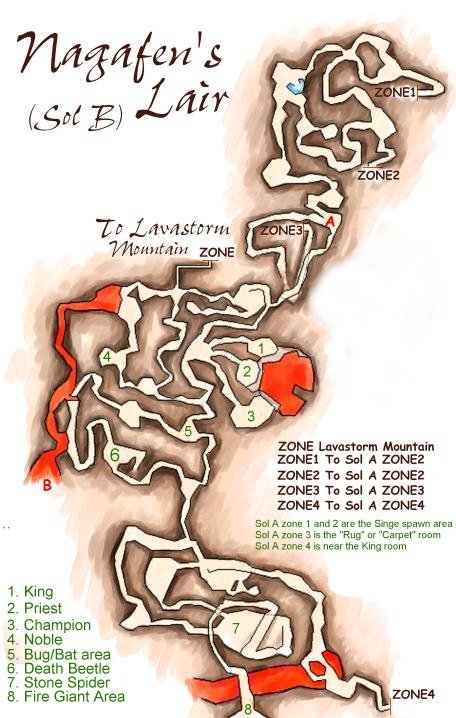 Nagafen's
Lair
(Sol B)
ZONE1
ZONE2
A
ZONE3
To Lavastorm
Mountain ZONE
1
4
2
3
5
6
B
ZONE Lavastorm Mountain
ZONE1 To Sol A ZONE2
ZONE2 To Sol A ZONE2
ZONE3 To Sol A ZONE3
ZONE4 To Sol A ZONE4
Sol A zone 1 and 2 are the Singe spawn area
Sol A zone 3 is the "Rug" or "Carpet" room
Sol A zone 4 is near the King room
1. King
2. Priest
3. Champion
4. Noble
5. Bug/Bat area
6. Death Beetle
7. Stone Spider
8. Fire Giant Area
7
ZONE4
8